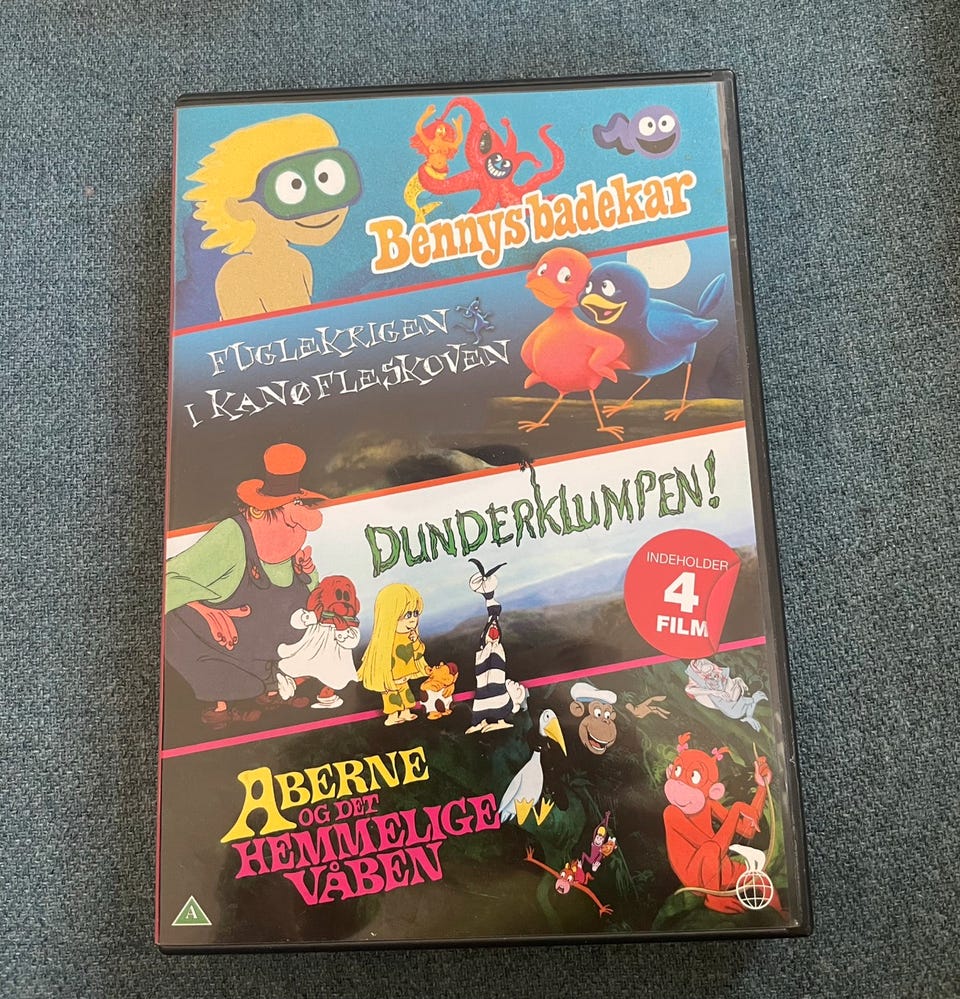 Bennys badekar
FUGLEKRIGEN
I KANØFLESKOVEN
DUNDERKLUMPEN!
INDEHOLDER
4
FILM
ABERNE
OG DET
HEMMELIGE
VÅBEN
A